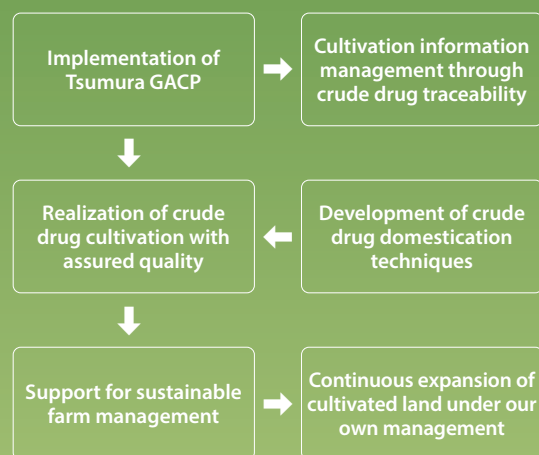 Implementation of
Tsumura GACP
Cultivation information
management through
crude drug traceability
Realization of crude
drug cultivation with
assured quality
Development of crude
drug domestication
techniques
Support for sustainable
farm management
Continuous expansion of
cultivated land under our
own management